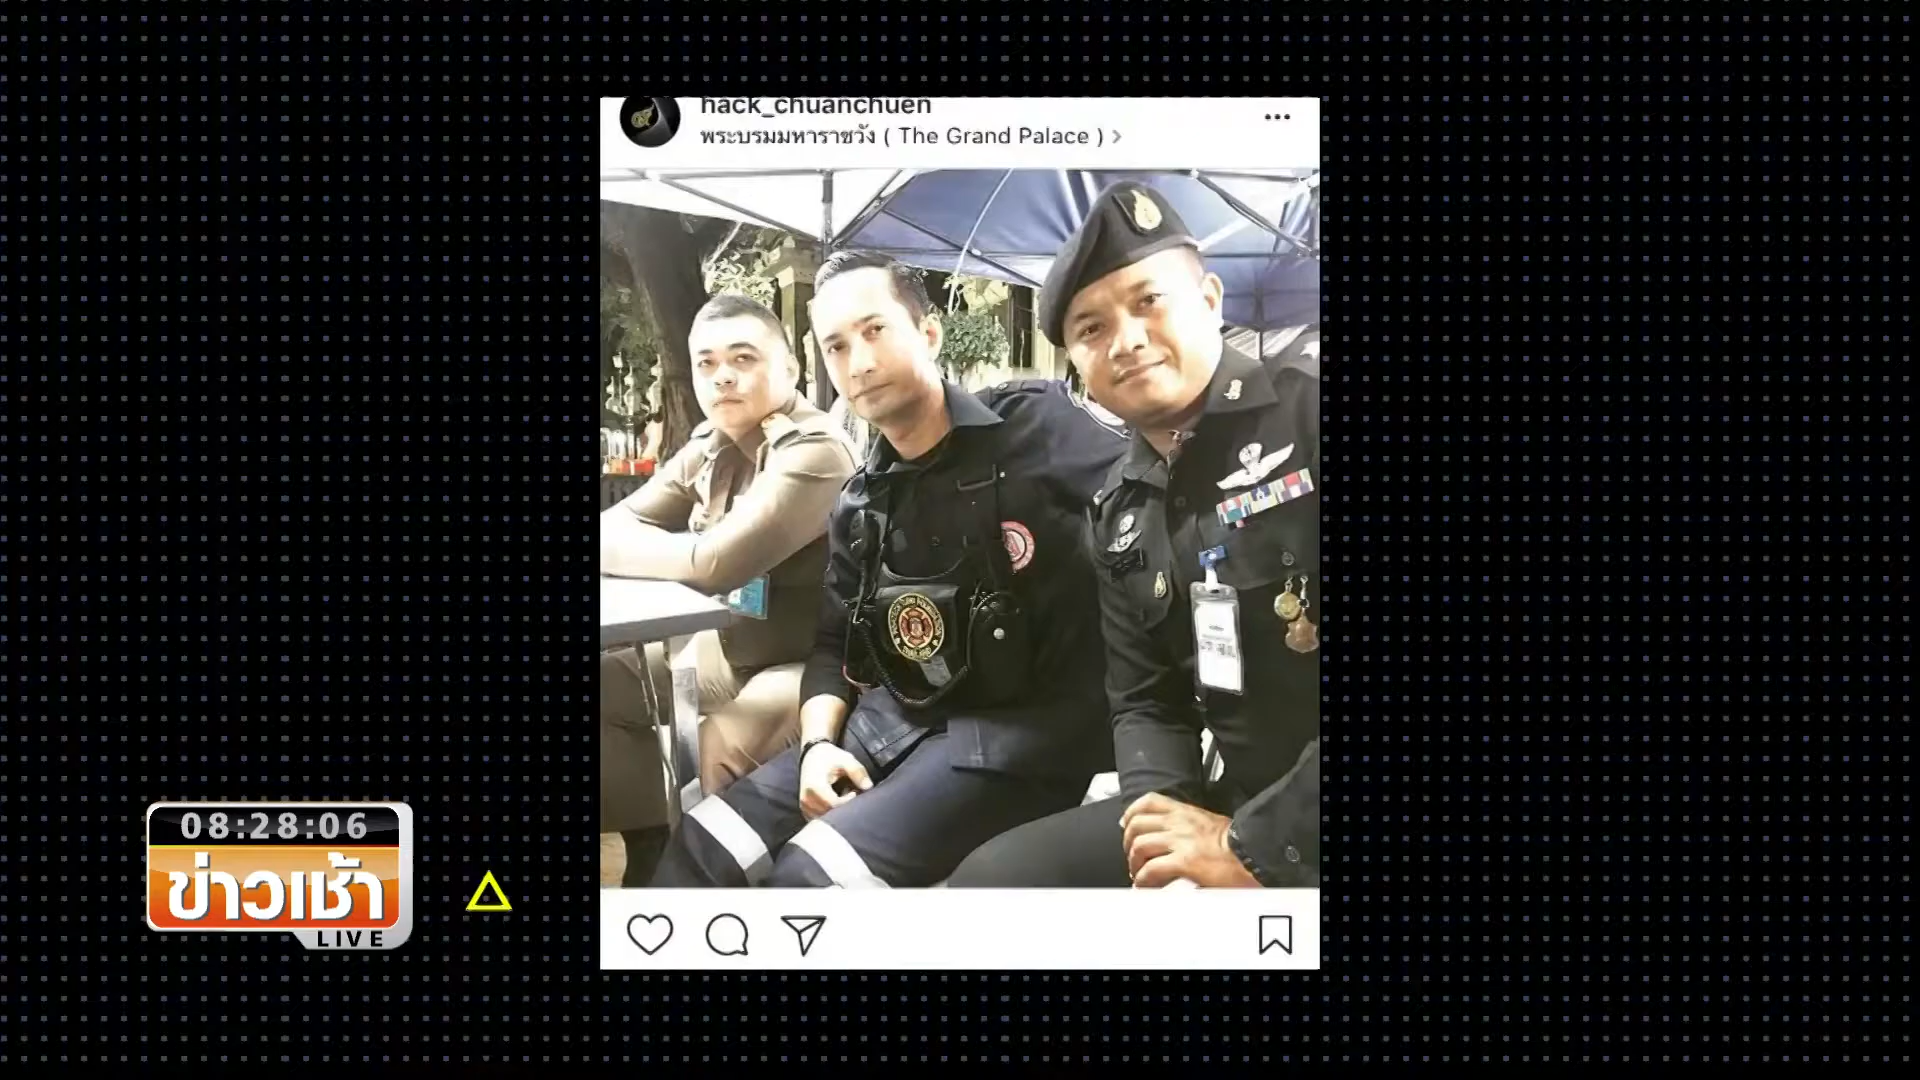 hack_chuanchuen
พระบรมมหาราชวัง ( The Grand Palace ) >
THAILAND
08:28:06
ข่าวเช้า
LIVE